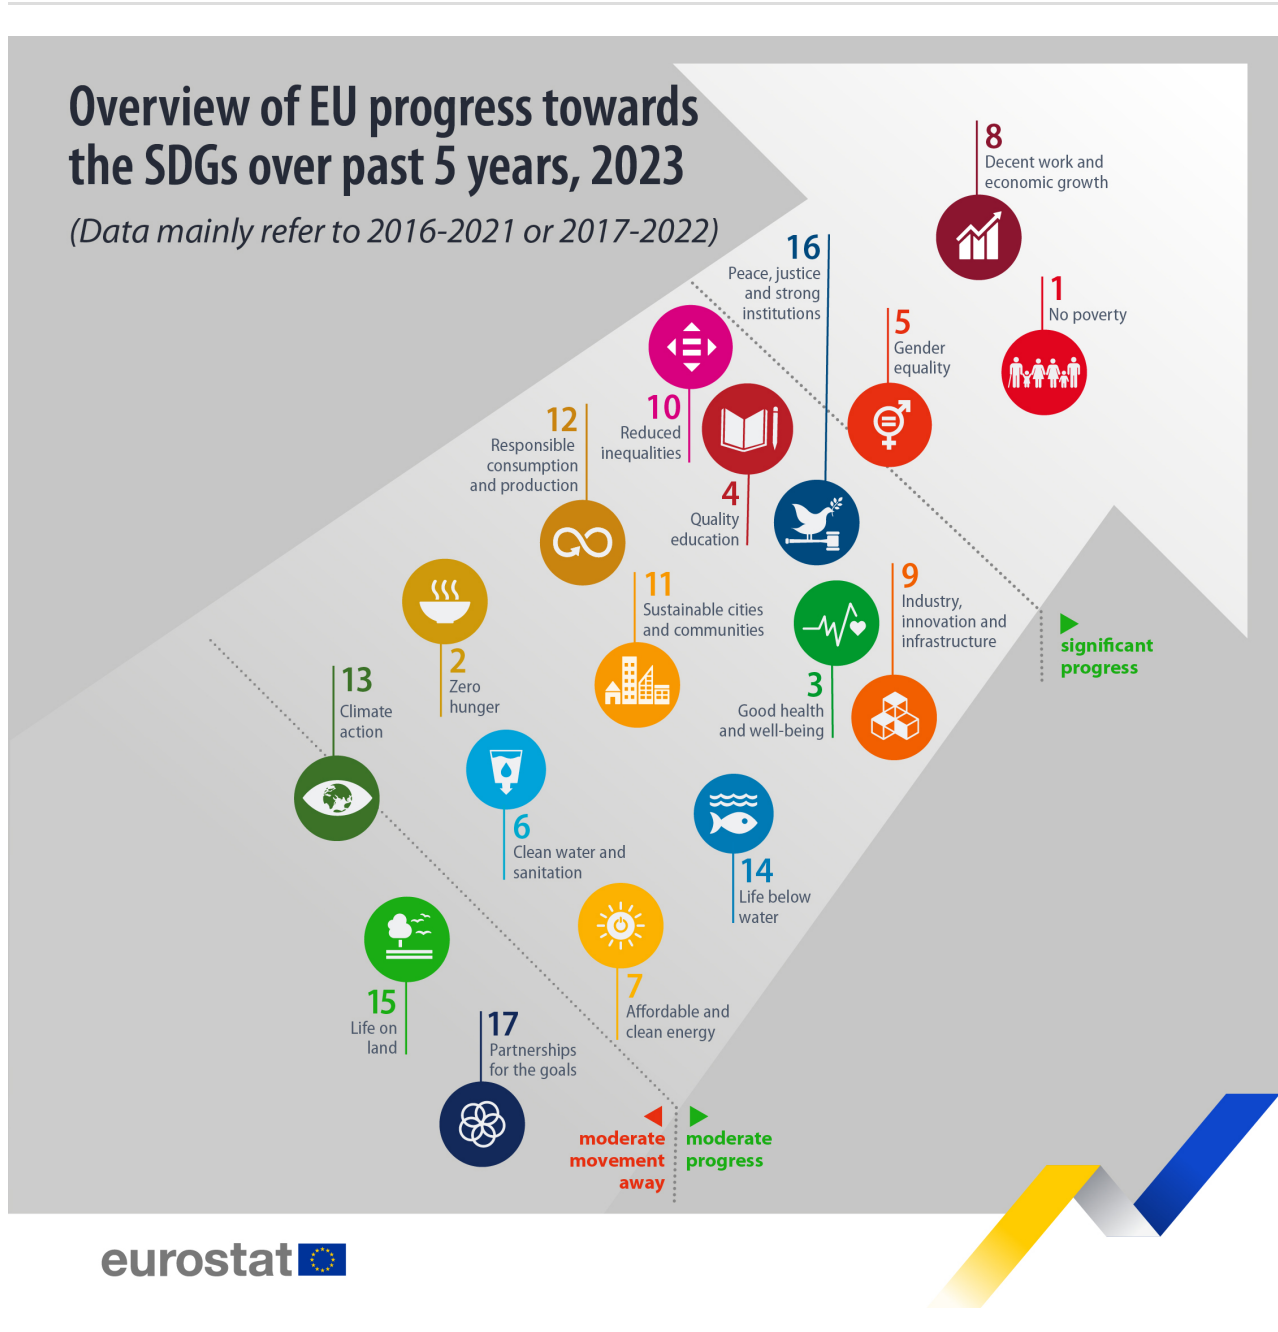 Overview of EU progress towards
the SDGs over past 5 years, 2023
(Data mainly refer to 2016-2021 or 2017-2022)
8
Decent work and
economic growth
16
Peace, justice
and strong
institutions
1
No poverty
5
Gender
equality
10
Reduced
inequalities
12
Responsible
consumption
and production
4
Quality
education
11
Sustainable cities
and communities
9
Industry,
innovation and
infrastructure
significant
progress
2
Zero
hunger
13
Climate
action
3
Good health
and well-being
6
Clean water and
sanitation
14
Life below
water
7
Affordable and
clean energy
15
Life on
land
17
Partnerships
for the goals
moderate
movement
away
moderate
progress
eurostat